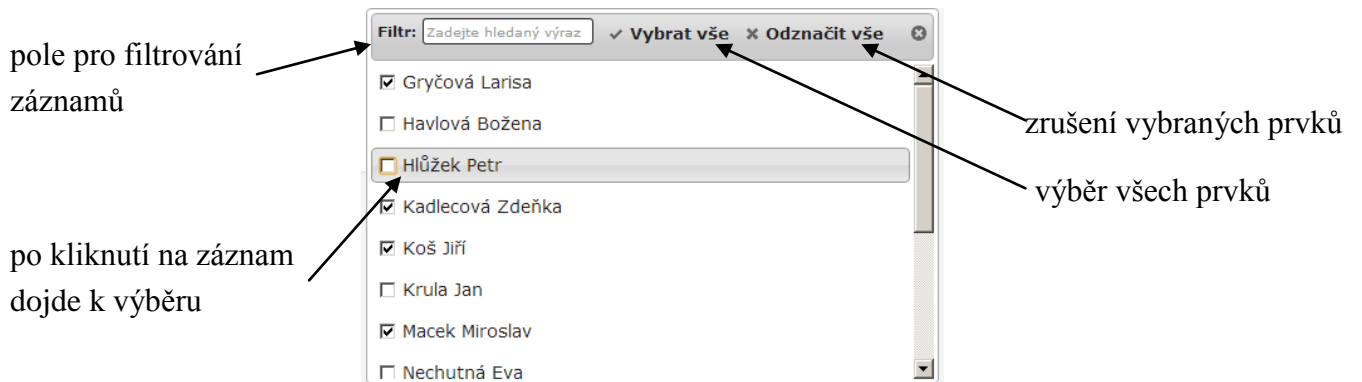 Filtr: Zadejte hledaný výraz Vybrat vše Odznačit vše
pole pro filtrování
záznamů
Gryčová Larisa
Havlová Božena
zrušení vybraných prvků
Hlůžek Petr
výběr všech prvků
Kadlecová Zdeňka
po kliknutí na záznam
dojde k výběru
Koš Jiří
Krula Jan
Macek Miroslav
Nechutná Eva